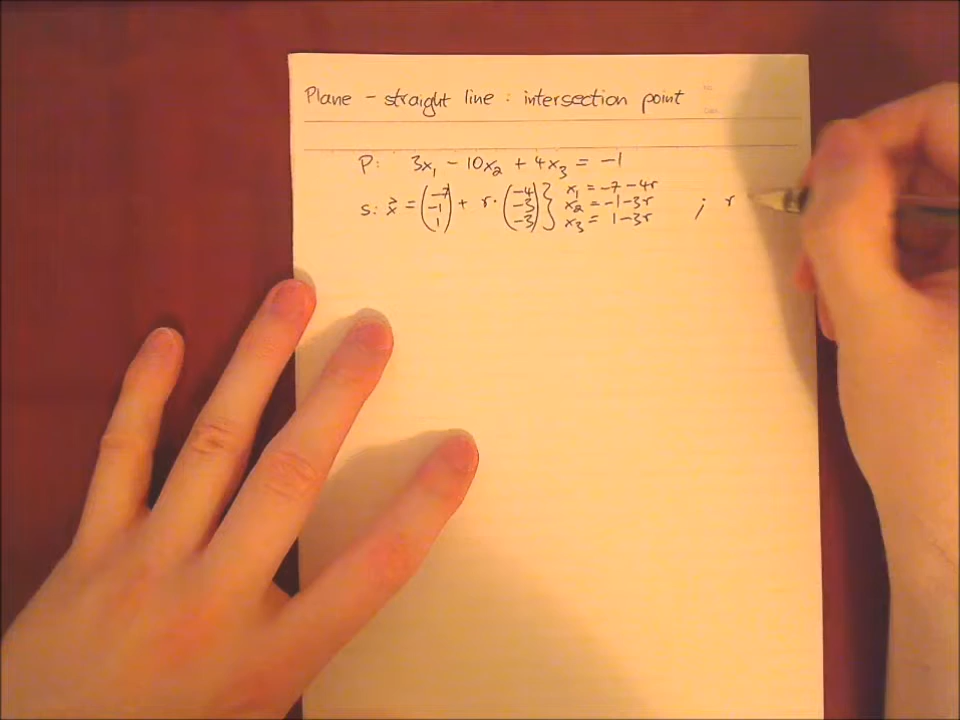 Plane - straight line : intersection point
P: 3x₁ - 10x₂ + 4x₃ = -1
s: x⃗ = (-7 -1 1) + r · (-4 -3 -3) } x₁ = -7 - 4r ; r
x₂ = -1 - 3r
x₃ = 1 - 3r